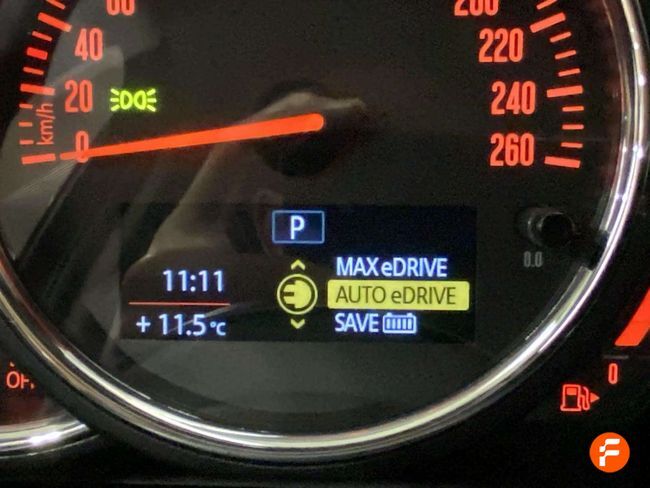 60
40
20
km/h
0
200
220
240
260
P
11:11
+ 11.5°C
MAX eDRIVE
AUTO eDRIVE
SAVE
0.0
OFF
0
F